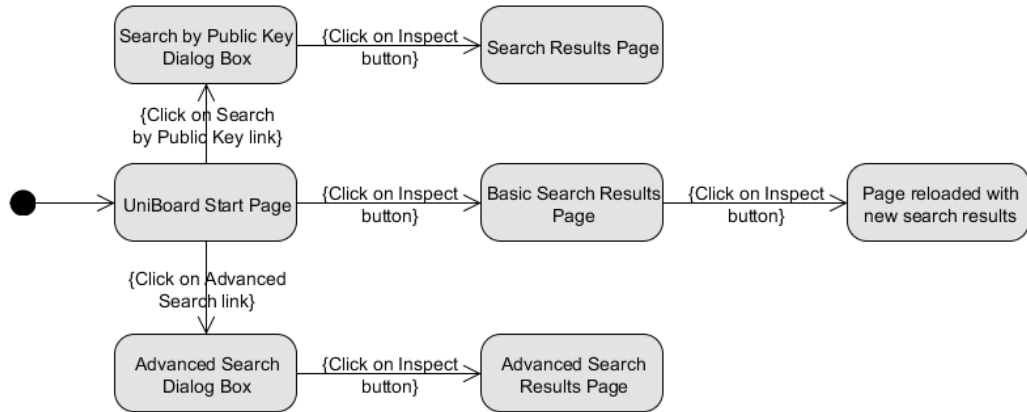 Search by Public Key
Dialog Box
{Click on Inspect
button}
Search Results Page
{Click on Search
by Public Key link}
UniBoard Start Page
{Click on Inspect
button}
Basic Search Results
Page
{Click on Inspect
button}
Page reloaded with
new search results
{Click on Advanced
Search link}
Advanced Search
Dialog Box
{Click on Inspect
button}
Advanced Search
Results Page